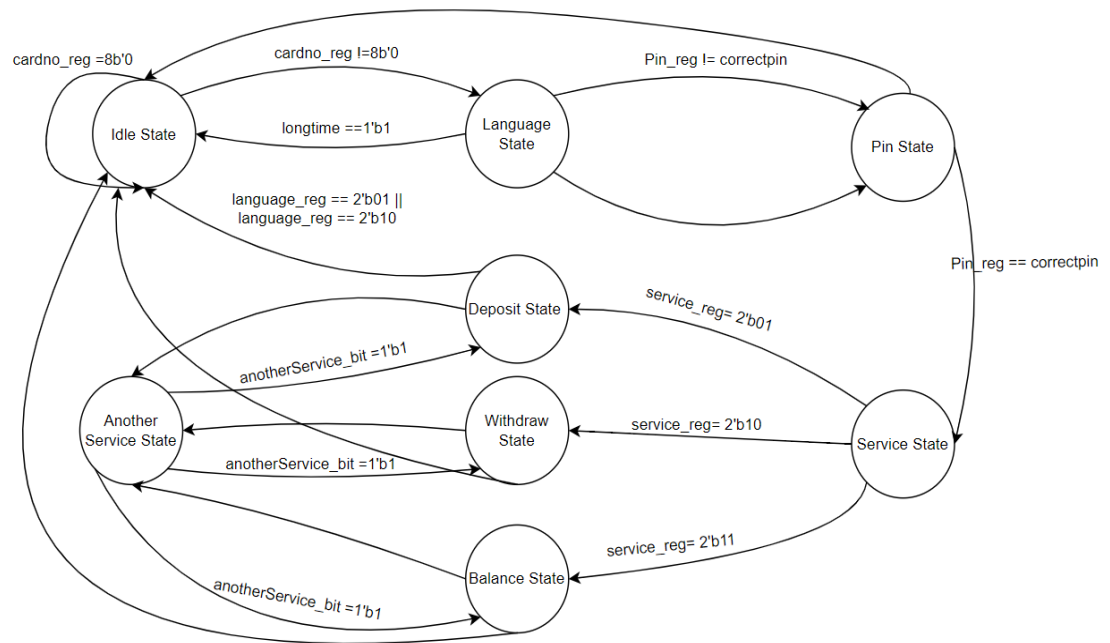 cardno_reg =8b'0
cardno_reg !=8b'0
Pin_reg != correctpin
Idle State
longtime ==1'b1
Language
State
Pin State
language_reg == 2'b01 ||
language_reg == 2'b10
Pin_reg == correctpin
Deposit State
service_reg= 2'b01
anotherService_bit =1'b1
Another
Service State
Withdraw
State
service_reg= 2'b10
Service State
anotherService_bit =1'b1
service_reg= 2'b11
Balance State
anotherService_bit =1'b1